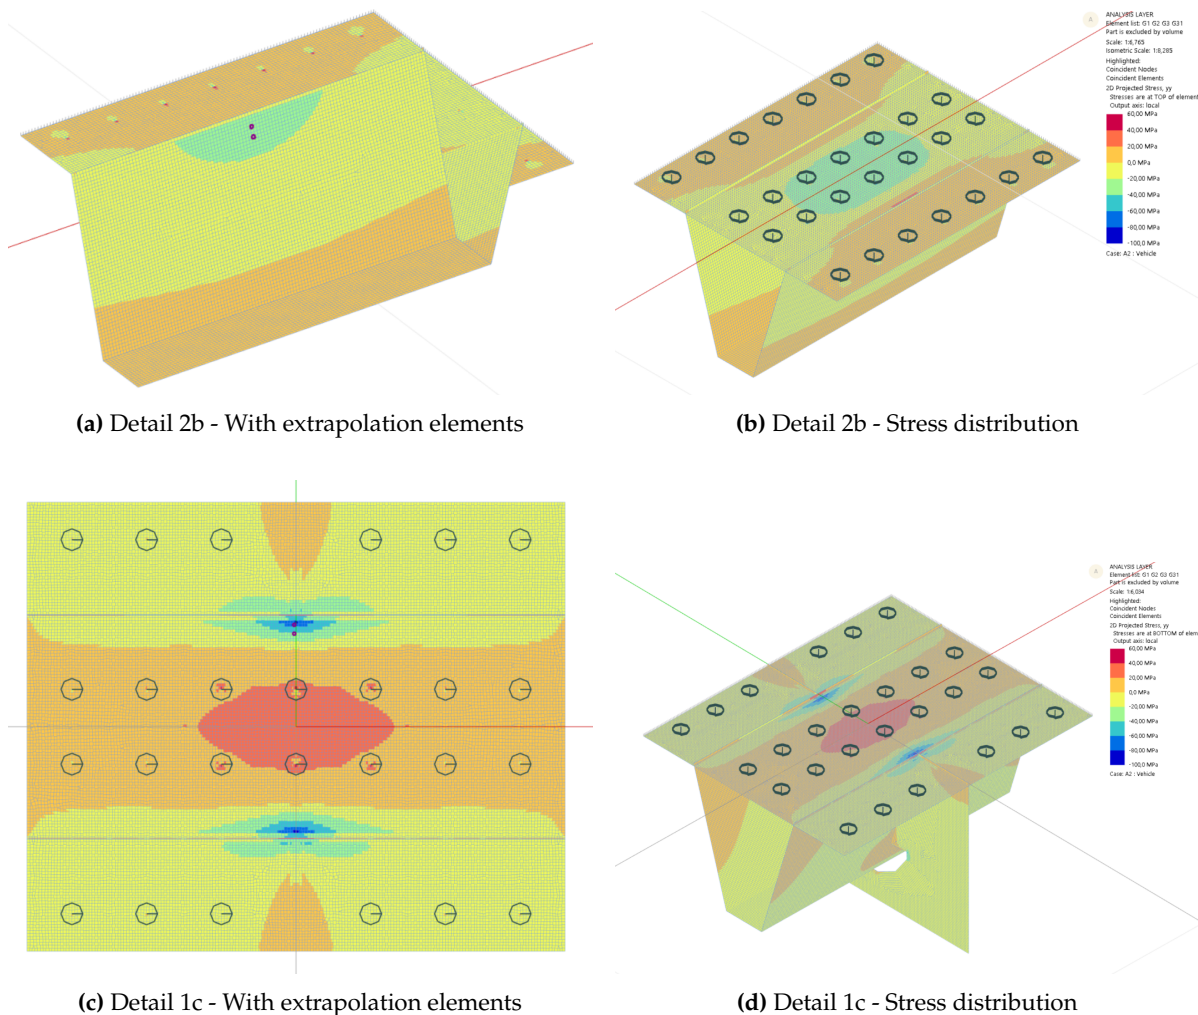 A
ANALYSIS LAYER
Element list: G1 G2 G3 G31
Part is excluded by volume
Scale: 1:6,765
Isometric Scale: 1:8,285
Highlighted:
Coincident Nodes
Coincident Elements
2D Projected Stress, yy
Stresses are at TOP of elemen
Output axis: local
60,00 MPa
40,00 MPa
20,00 MPa
0,0 MPa
-20,00 MPa
-40,00 MPa
-60,00 MPa
-80,00 MPa
-100,0 MPa
Case: A2 : Vehicle
(a) Detail 2b - With extrapolation elements
(b) Detail 2b - Stress distribution
A
ANALYSIS LAYER
Element list: G1 G2 G3 G31
Part is excluded by volume
Scale: 1:6,034
Highlighted:
Coincident Nodes
Coincident Elements
2D Projected Stress, yy
Stresses are at BOTTOM of elem
Output axis: local
60,00 MPa
40,00 MPa
20,00 MPa
0,0 MPa
-20,00 MPa
-40,00 MPa
-60,00 MPa
-80,00 MPa
-100,0 MPa
Case: A2 : Vehicle
(c) Detail 1c - With extrapolation elements
(d) Detail 1c - Stress distribution